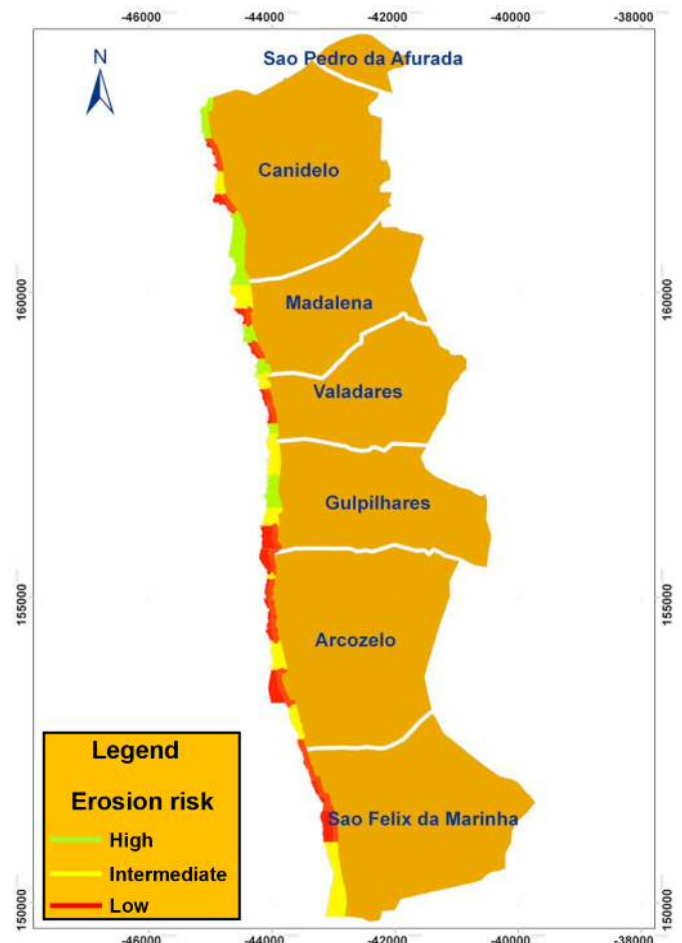 -46000 -44000 -42000 -40000 -38000
N
Sao Pedro da Afurada
Canidelo
160000 160000
Madalena
Valadares
Gulpilhares
155000 155000
Arcozelo
Legend
Erosion risk
High
Intermediate
Low
Sao Felix da Marinha
150000 150000
-46000 -44000 -42000 -40000 -38000